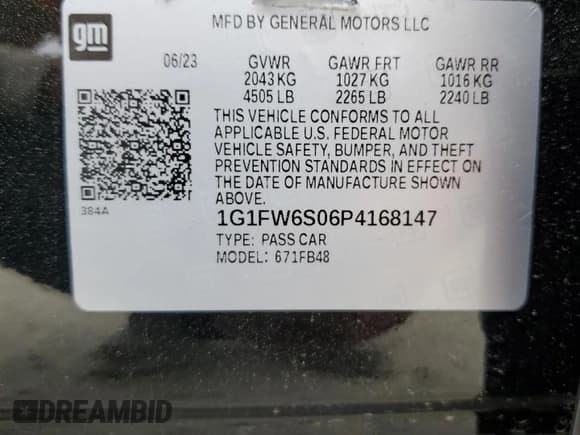 gm
MFD BY GENERAL MOTORS LLC
06/23 GVWR GAWR FRT GAWR RR
2043 KG 1027 KG 1016 KG
4505 LB 2265 LB 2240 LB
THIS VEHICLE CONFORMS TO ALL
APPLICABLE U.S. FEDERAL MOTOR
VEHICLE SAFETY, BUMPER, AND THEFT
PREVENTION STANDARDS IN EFFECT ON
THE DATE OF MANUFACTURE SHOWN
ABOVE.
384A
1G1FW6S06P4168147
TYPE: PASS CAR
MODEL: 671FB48
DREAMBID